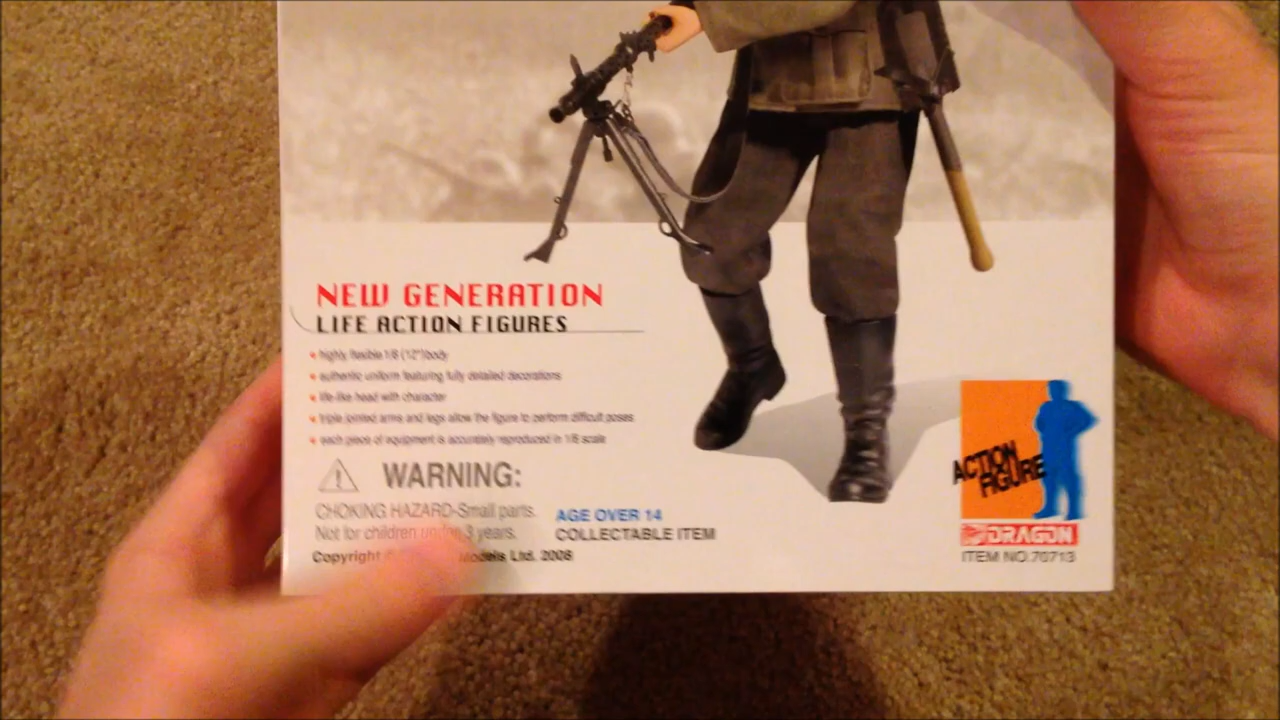 NEW GENERATION
LIFE ACTION FIGURES
highly flexible 1/6 (12")body
authentic uniform featuring fully detailed decorations
life-like head with character
triple jointed arms and legs allow the figure to perform difficult poses
each piece of equipment is accurately reproduced in 1/6 scale
WARNING:
CHOKING HAZARD-Small parts.
Not for children under 3 years.
AGE OVER 14
COLLECTABLE ITEM
Copyright Models Ltd. 2008
ACTION
FIGURE
DRAGON
ITEM NO.70713